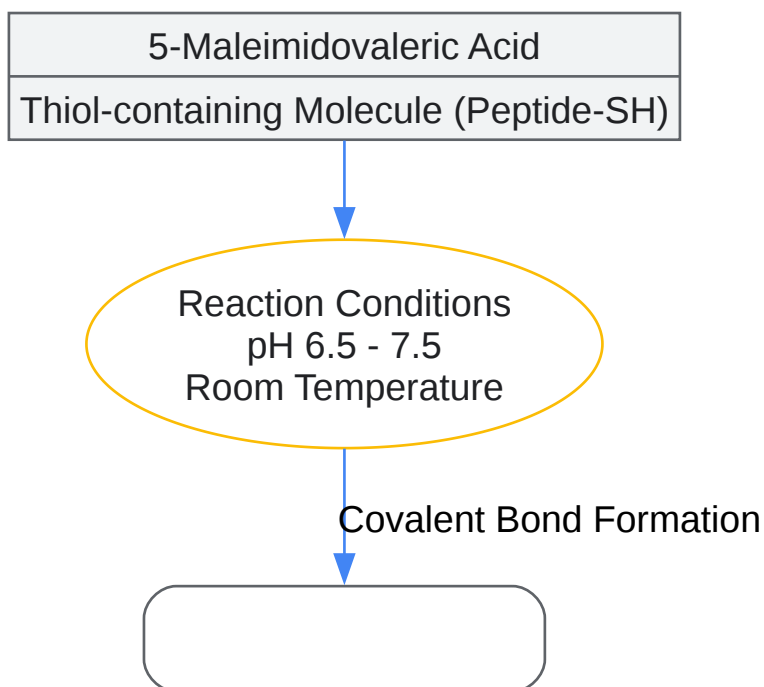 5-Maleimidovaleric Acid
Thiol-containing Molecule (Peptide-SH)
Reaction Conditions
pH 6.5 - 7.5
Room Temperature
Covalent Bond Formation